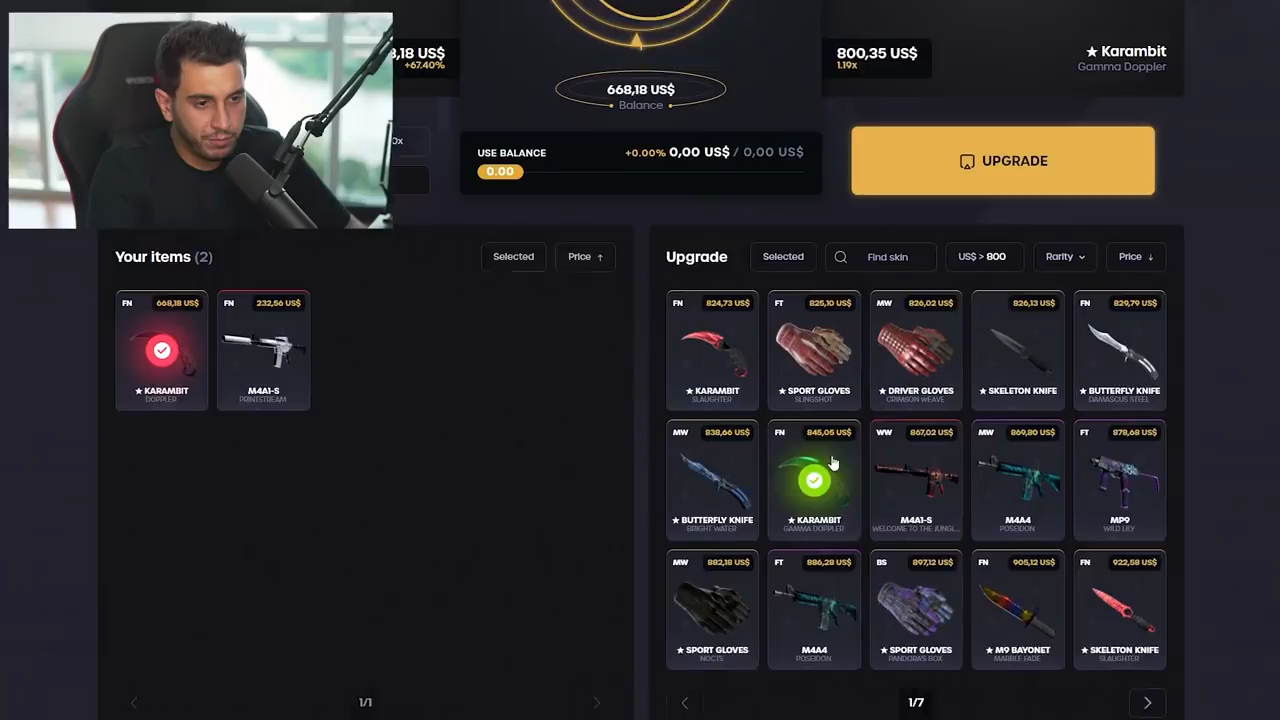 8,18 US$
+67.40%
800,35 US$
1.19x
★ Karambit
Gamma Doppler
668,18 US$
Balance
0x
USE BALANCE
+0.00% 0,00 US$ / 0,00 US$
0.00
UPGRADE
Your items (2)
Selected
Price ↑
Upgrade
Selected
Find skin
US$ > 800
Rarity
Price ↓
FN 668,18 US$
★ KARAMBIT
DOPPLER
FN 232,56 US$
M4A1-S
PRINTSTREAM
FN 824,73 US$
★ KARAMBIT
SLAUGHTER
FT 825,10 US$
★ SPORT GLOVES
SLINGSHOT
MW 826,02 US$
★ DRIVER GLOVES
CRIMSON WEAVE
826,13 US$
★ SKELETON KNIFE
FN 829,79 US$
★ BUTTERFLY KNIFE
DAMASCUS STEEL
MW 838,66 US$
★ BUTTERFLY KNIFE
BRIGHT WATER
FN 845,05 US$
★ KARAMBIT
GAMMA DOPPLER
WW 867,02 US$
M4A1-S
WELCOME TO THE JUNGL...
MW 869,80 US$
M4A4
POSEIDON
FT 878,68 US$
MP9
WILD LILY
MW 882,18 US$
★ SPORT GLOVES
NOCTS
FT 886,28 US$
M4A4
POSEIDON
BS 897,12 US$
★ SPORT GLOVES
PANDORA'S BOX
FN 905,12 US$
★ M9 BAYONET
MARBLE FADE
FN 922,58 US$
★ SKELETON KNIFE
SLAUGHTER
1/1
1/7